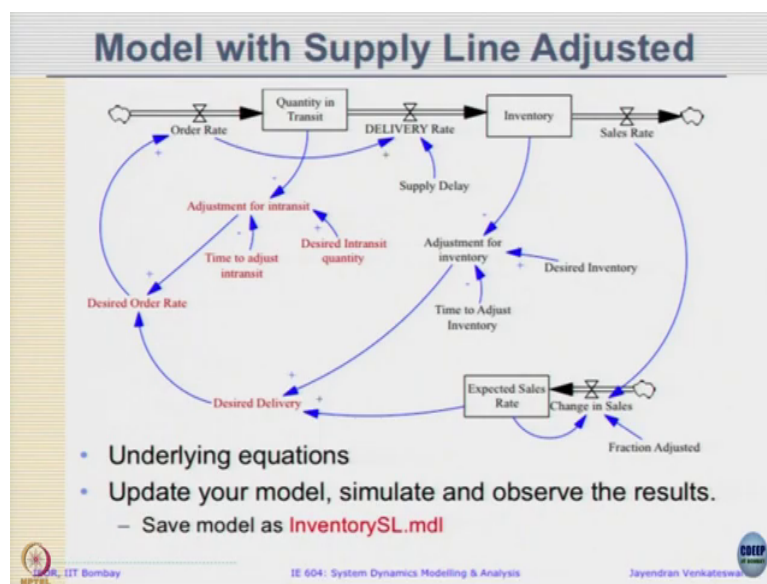 Model with Supply Line Adjusted
Quantity in
Transit
Order Rate
DELIVERY Rate
Inventory
Sales Rate
+
+
-
Supply Delay
-
Adjustment for intransit
-
+
Desired Intransit
quantity
Time to adjust
intransit
Adjustment for
inventory
+
Desired Inventory
-
+
Desired Order Rate
Time to Adjust
Inventory
+
Desired Delivery
+
Expected Sales
Rate
Change in Sales
Fraction Adjusted
• Underlying equations
• Update your model, simulate and observe the results.
– Save model as InventorySL.mdl
CDEEP
IIT Bombay
IE 604: System Dynamics Modelling & Analysis
Jayendran Venkateswa
NPTEL